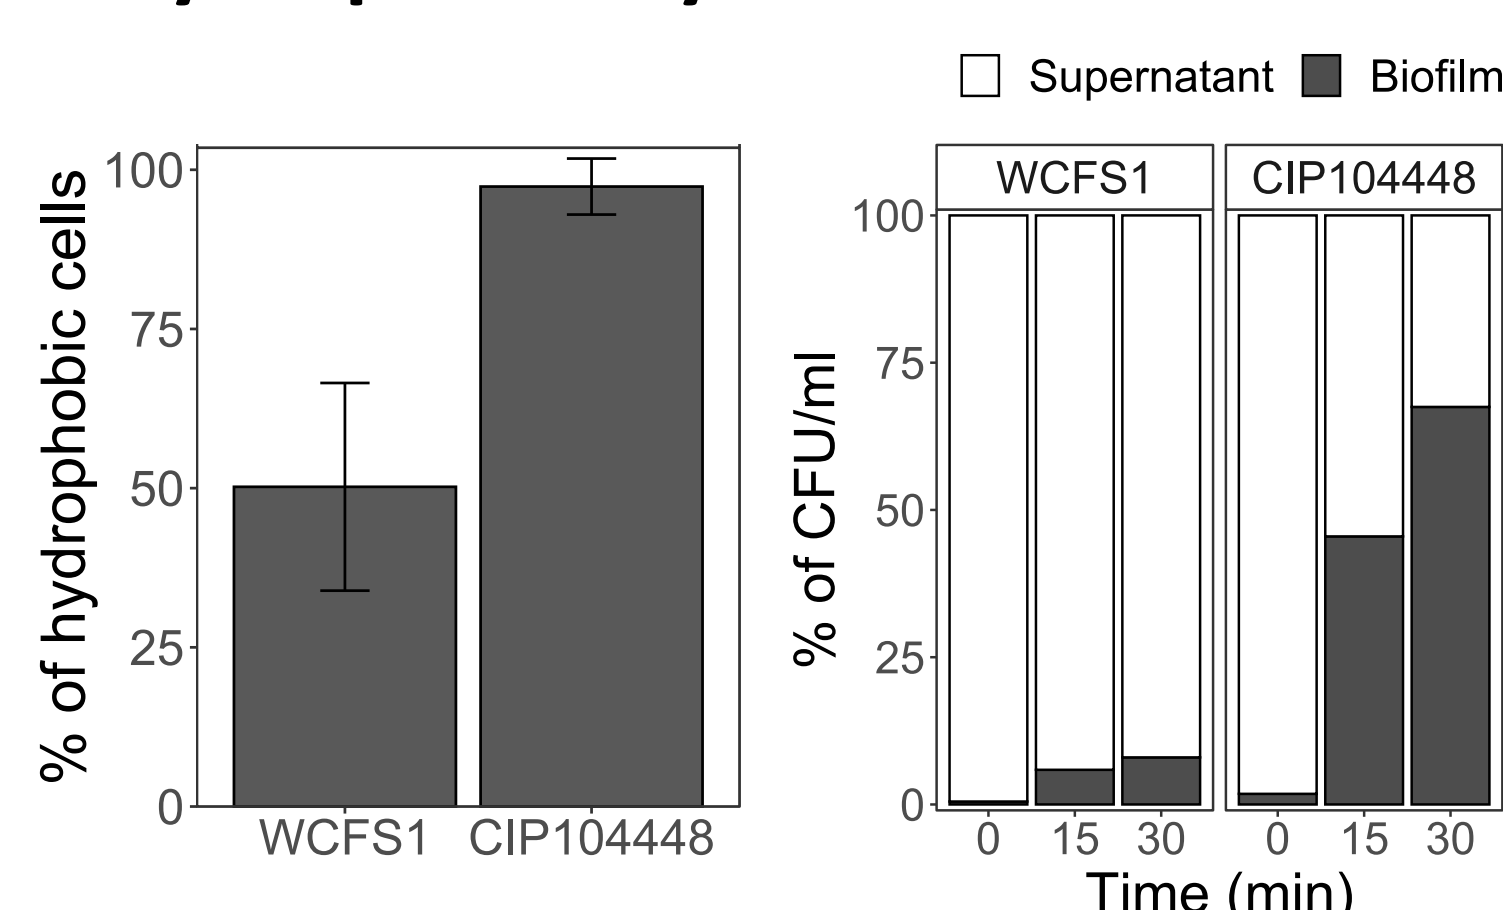 Supernatant Biofilm
% of hydrophobic cells
100
75
50
25
0
WCFS1 CIP104448
% of CFU/ml
WCFS1 CIP104448
100
75
50
25
0
0 15 30 0 15 30
Time (min)